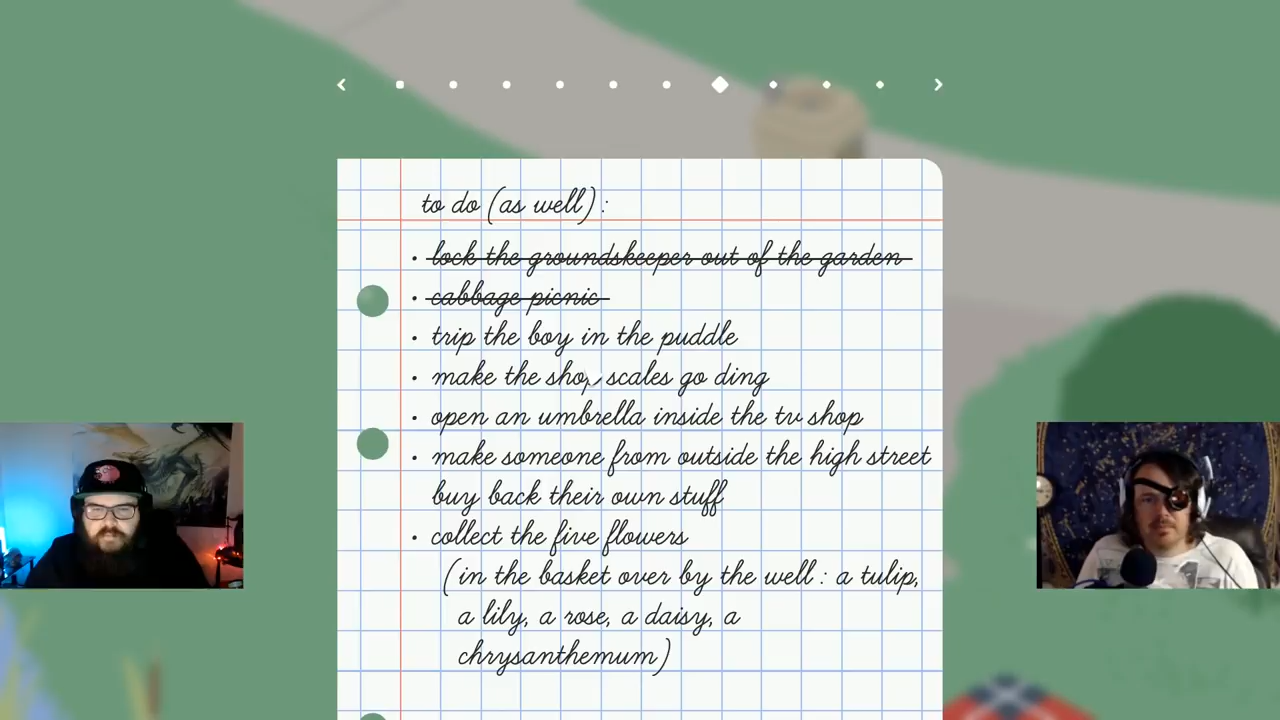 to do (as well) :
• lock the groundskeeper out of the garden
• cabbage picnic
• trip the boy in the puddle
• make the shop scales go ding
• open an umbrella inside the tv shop
• make someone from outside the high street
buy back their own stuff
• collect the five flowers
(in the basket over by the well : a tulip,
a lily, a rose, a daisy, a
chrysanthemum)